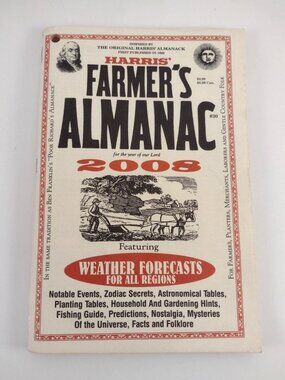 INSPIRED BY
THE ORIGINAL HARRIS' ALMANACK
FIRST PUBLISHED IN
HARRIS'
FARMER'S
ALMANAC
for the year of our Lord
2008
Featuring
WEATHER FORECASTS
FOR ALL REGIONS
Notable Events, Zodiac Secrets, Astronomical Tables,
Planting Tables, Household And Gardening Hints,
Fishing Guide, Predictions, Nostalgia, Mysteries
Of the Universe, Facts and Folklore
IN THE SAME TRADITION AS BEN FRANKLIN'S "POOR RICHARD'S ALMANACK"
FOR FARMERS, PLANTERS, MERCHANTS, LABORERS AND GENTLE COUNTRY FOLK